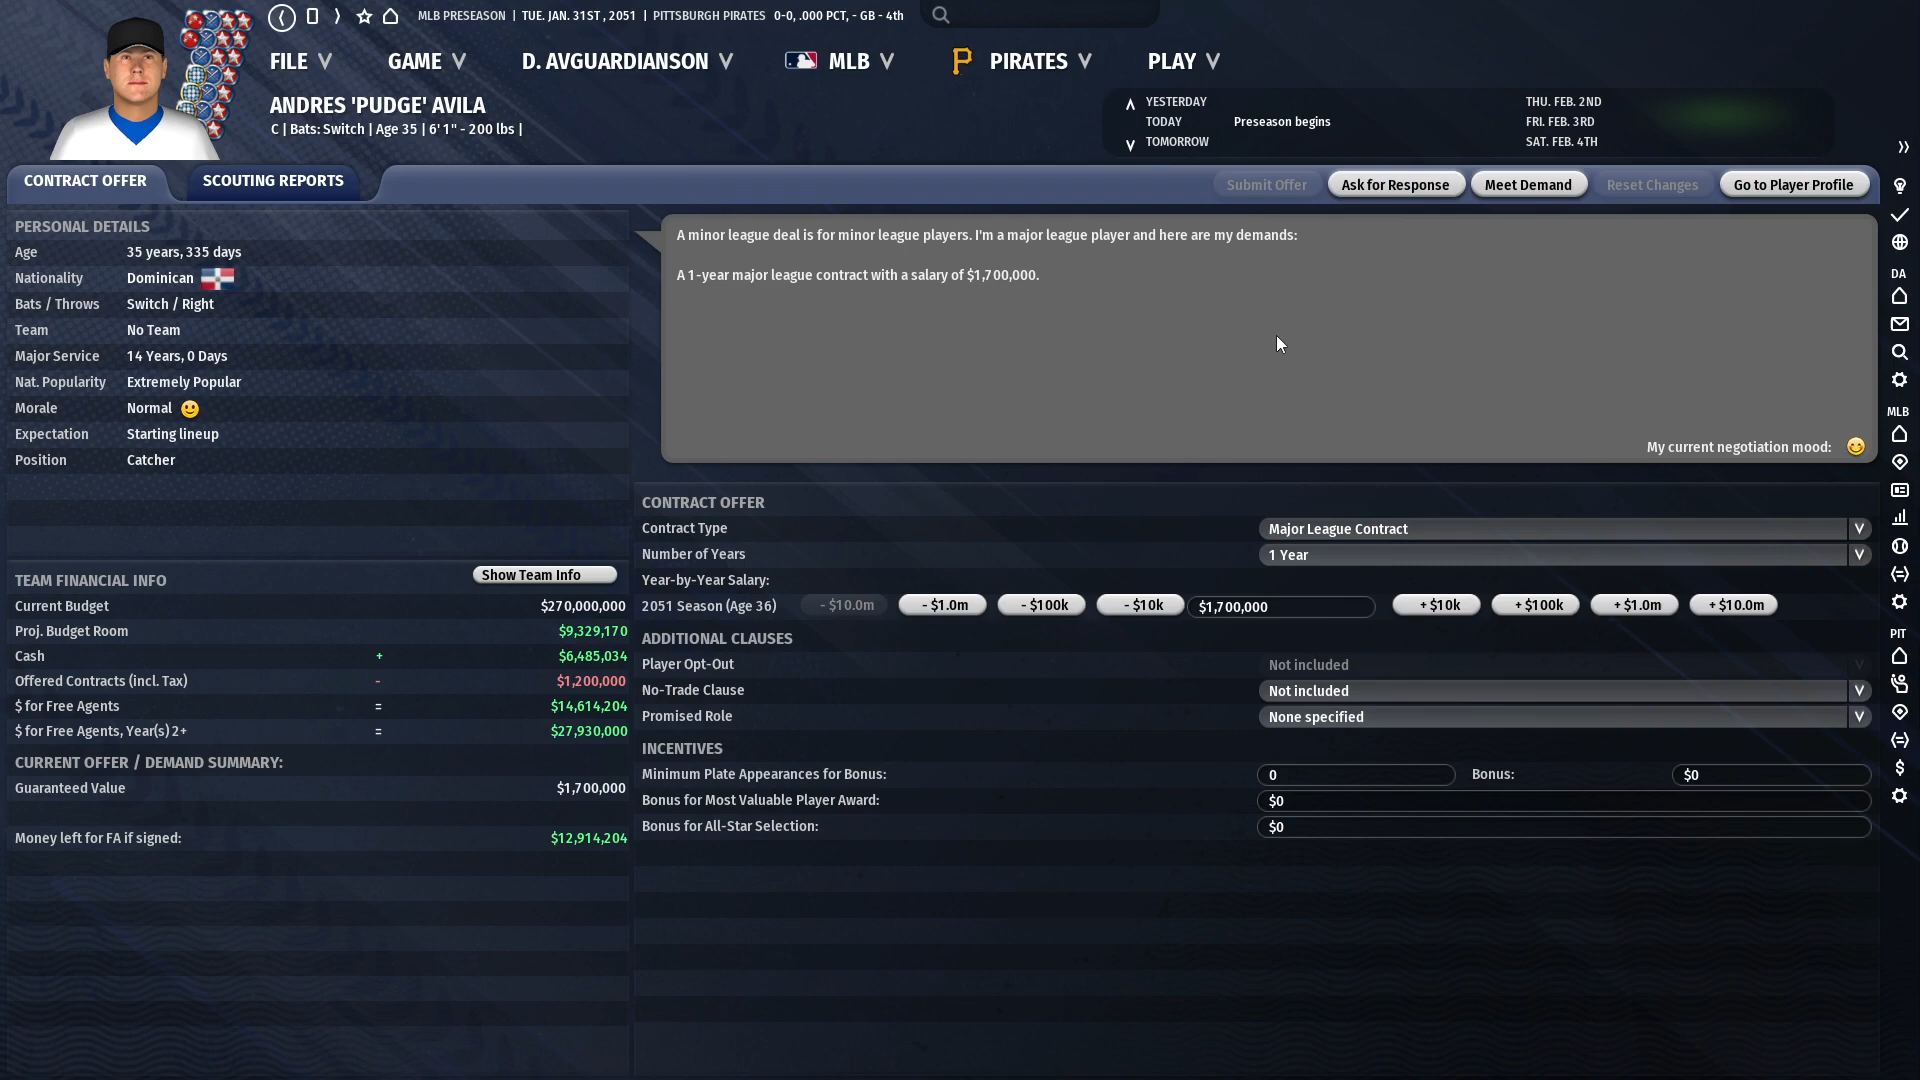 MLB PRESEASON | TUE. JAN. 31ST , 2051 | PITTSBURGH PIRATES 0-0, .000 PCT, - GB - 4th
FILE GAME D. AVGUARDIANSON MLB P PIRATES PLAY
ANDRES 'PUDGE' AVILA
C | Bats: Switch | Age 35 | 6' 1" - 200 lbs |
YESTERDAY THU. FEB. 2ND
TODAY Preseason begins FRI. FEB. 3RD
TOMORROW SAT. FEB. 4TH
CONTRACT OFFER SCOUTING REPORTS Submit Offer Ask for Response Meet Demand Reset Changes Go to Player Profile
PERSONAL DETAILS
Age 35 years, 335 days
Nationality Dominican
Bats / Throws Switch / Right
Team No Team
Major Service 14 Years, 0 Days
Nat. Popularity Extremely Popular
Morale Normal
Expectation Starting lineup
Position Catcher
A minor league deal is for minor league players. I'm a major league player and here are my demands:
A 1-year major league contract with a salary of $1,700,000.
My current negotiation mood:
TEAM FINANCIAL INFO Show Team Info
Current Budget $270,000,000
Proj. Budget Room $9,329,170
Cash + $6,485,034
Offered Contracts (incl. Tax) - $1,200,000
$ for Free Agents = $14,614,204
$ for Free Agents, Year(s) 2+ = $27,930,000
CURRENT OFFER / DEMAND SUMMARY:
Guaranteed Value $1,700,000
Money left for FA if signed: $12,914,204
CONTRACT OFFER
Contract Type Major League Contract
Number of Years 1 Year
Year-by-Year Salary:
2051 Season (Age 36) - $10.0m - $1.0m - $100k - $10k $1,700,000 + $10k + $100k + $1.0m + $10.0m
ADDITIONAL CLAUSES
Player Opt-Out Not included
No-Trade Clause Not included
Promised Role None specified
INCENTIVES
Minimum Plate Appearances for Bonus: 0 Bonus: $0
Bonus for Most Valuable Player Award: $0
Bonus for All-Star Selection: $0
DA
MLB
PIT